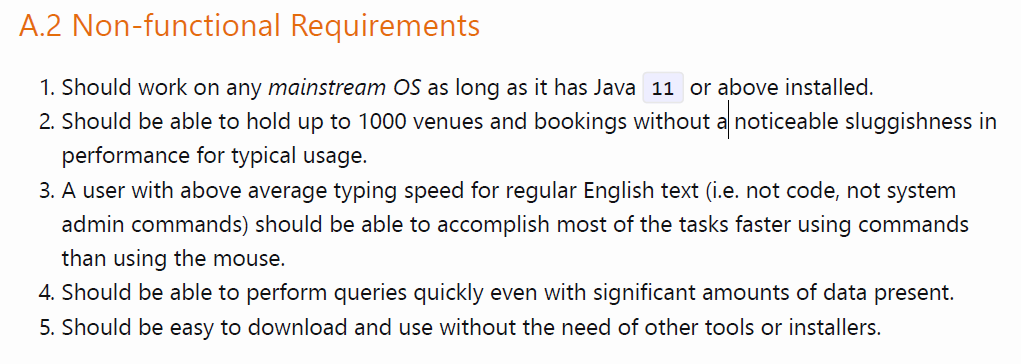 A.2 Non-functional Requirements
1. Should work on any mainstream OS as long as it has Java 11 or above installed.
2. Should be able to hold up to 1000 venues and bookings without a noticeable sluggishness in
performance for typical usage.
3. A user with above average typing speed for regular English text (i.e. not code, not system
admin commands) should be able to accomplish most of the tasks faster using commands
than using the mouse.
4. Should be able to perform queries quickly even with significant amounts of data present.
5. Should be easy to download and use without the need of other tools or installers.